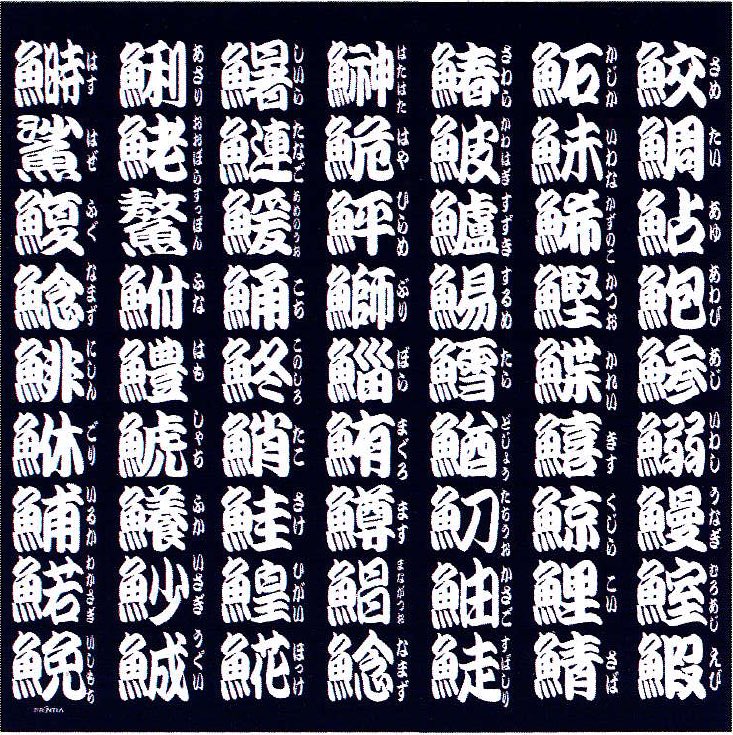 鮫 さめ
鯛 たい
鮎 あゆ
鮑 あわび
鯵 あじ
鰯 いわし
鰻 うなぎ
鰘 むろあじ
鰕 えび
鮖 かじか
鮇 いわな
鯑 かずのこ
鰹 かつお
鰈 かれい
鱚 きす
鯨 くじら
鯉 こい
鯖 さば
鰆 さわら
鮍 かわはぎ
鱸 すずき
鯣 するめ
鱈 たら
鰌 どじょう
魛 たちうお
鮋 かさご
鯐 すばしり
鰰 はたはた
鮠 はや
鮃 ひらめ
鰤 ぶり
鯔 ぼら
鮪 まぐろ
鱒 ます
鯧 まながつお
鯰 なまず
鱪 しいら
鰱 たなご
鰀 あめのうお
鯒 こち
鮗 このしろ
鮹 たこ
鮭 さけ
鰉 ひがい
𩸽 ほっけ
鯏 あさり
鮱 おおぼら
鰲 すっぽん
鮒 ふな
鱧 はも
鯱 しゃち
鱶 ふか
魦 いさざ
鯎 うぐい
鰣 はす
鯊 はぜ
鰒 ふぐ
鯰 なまず
鯡 にしん
鮴 ごり
鯆 いるか
鰙 わかさぎ
鮸 いしもち